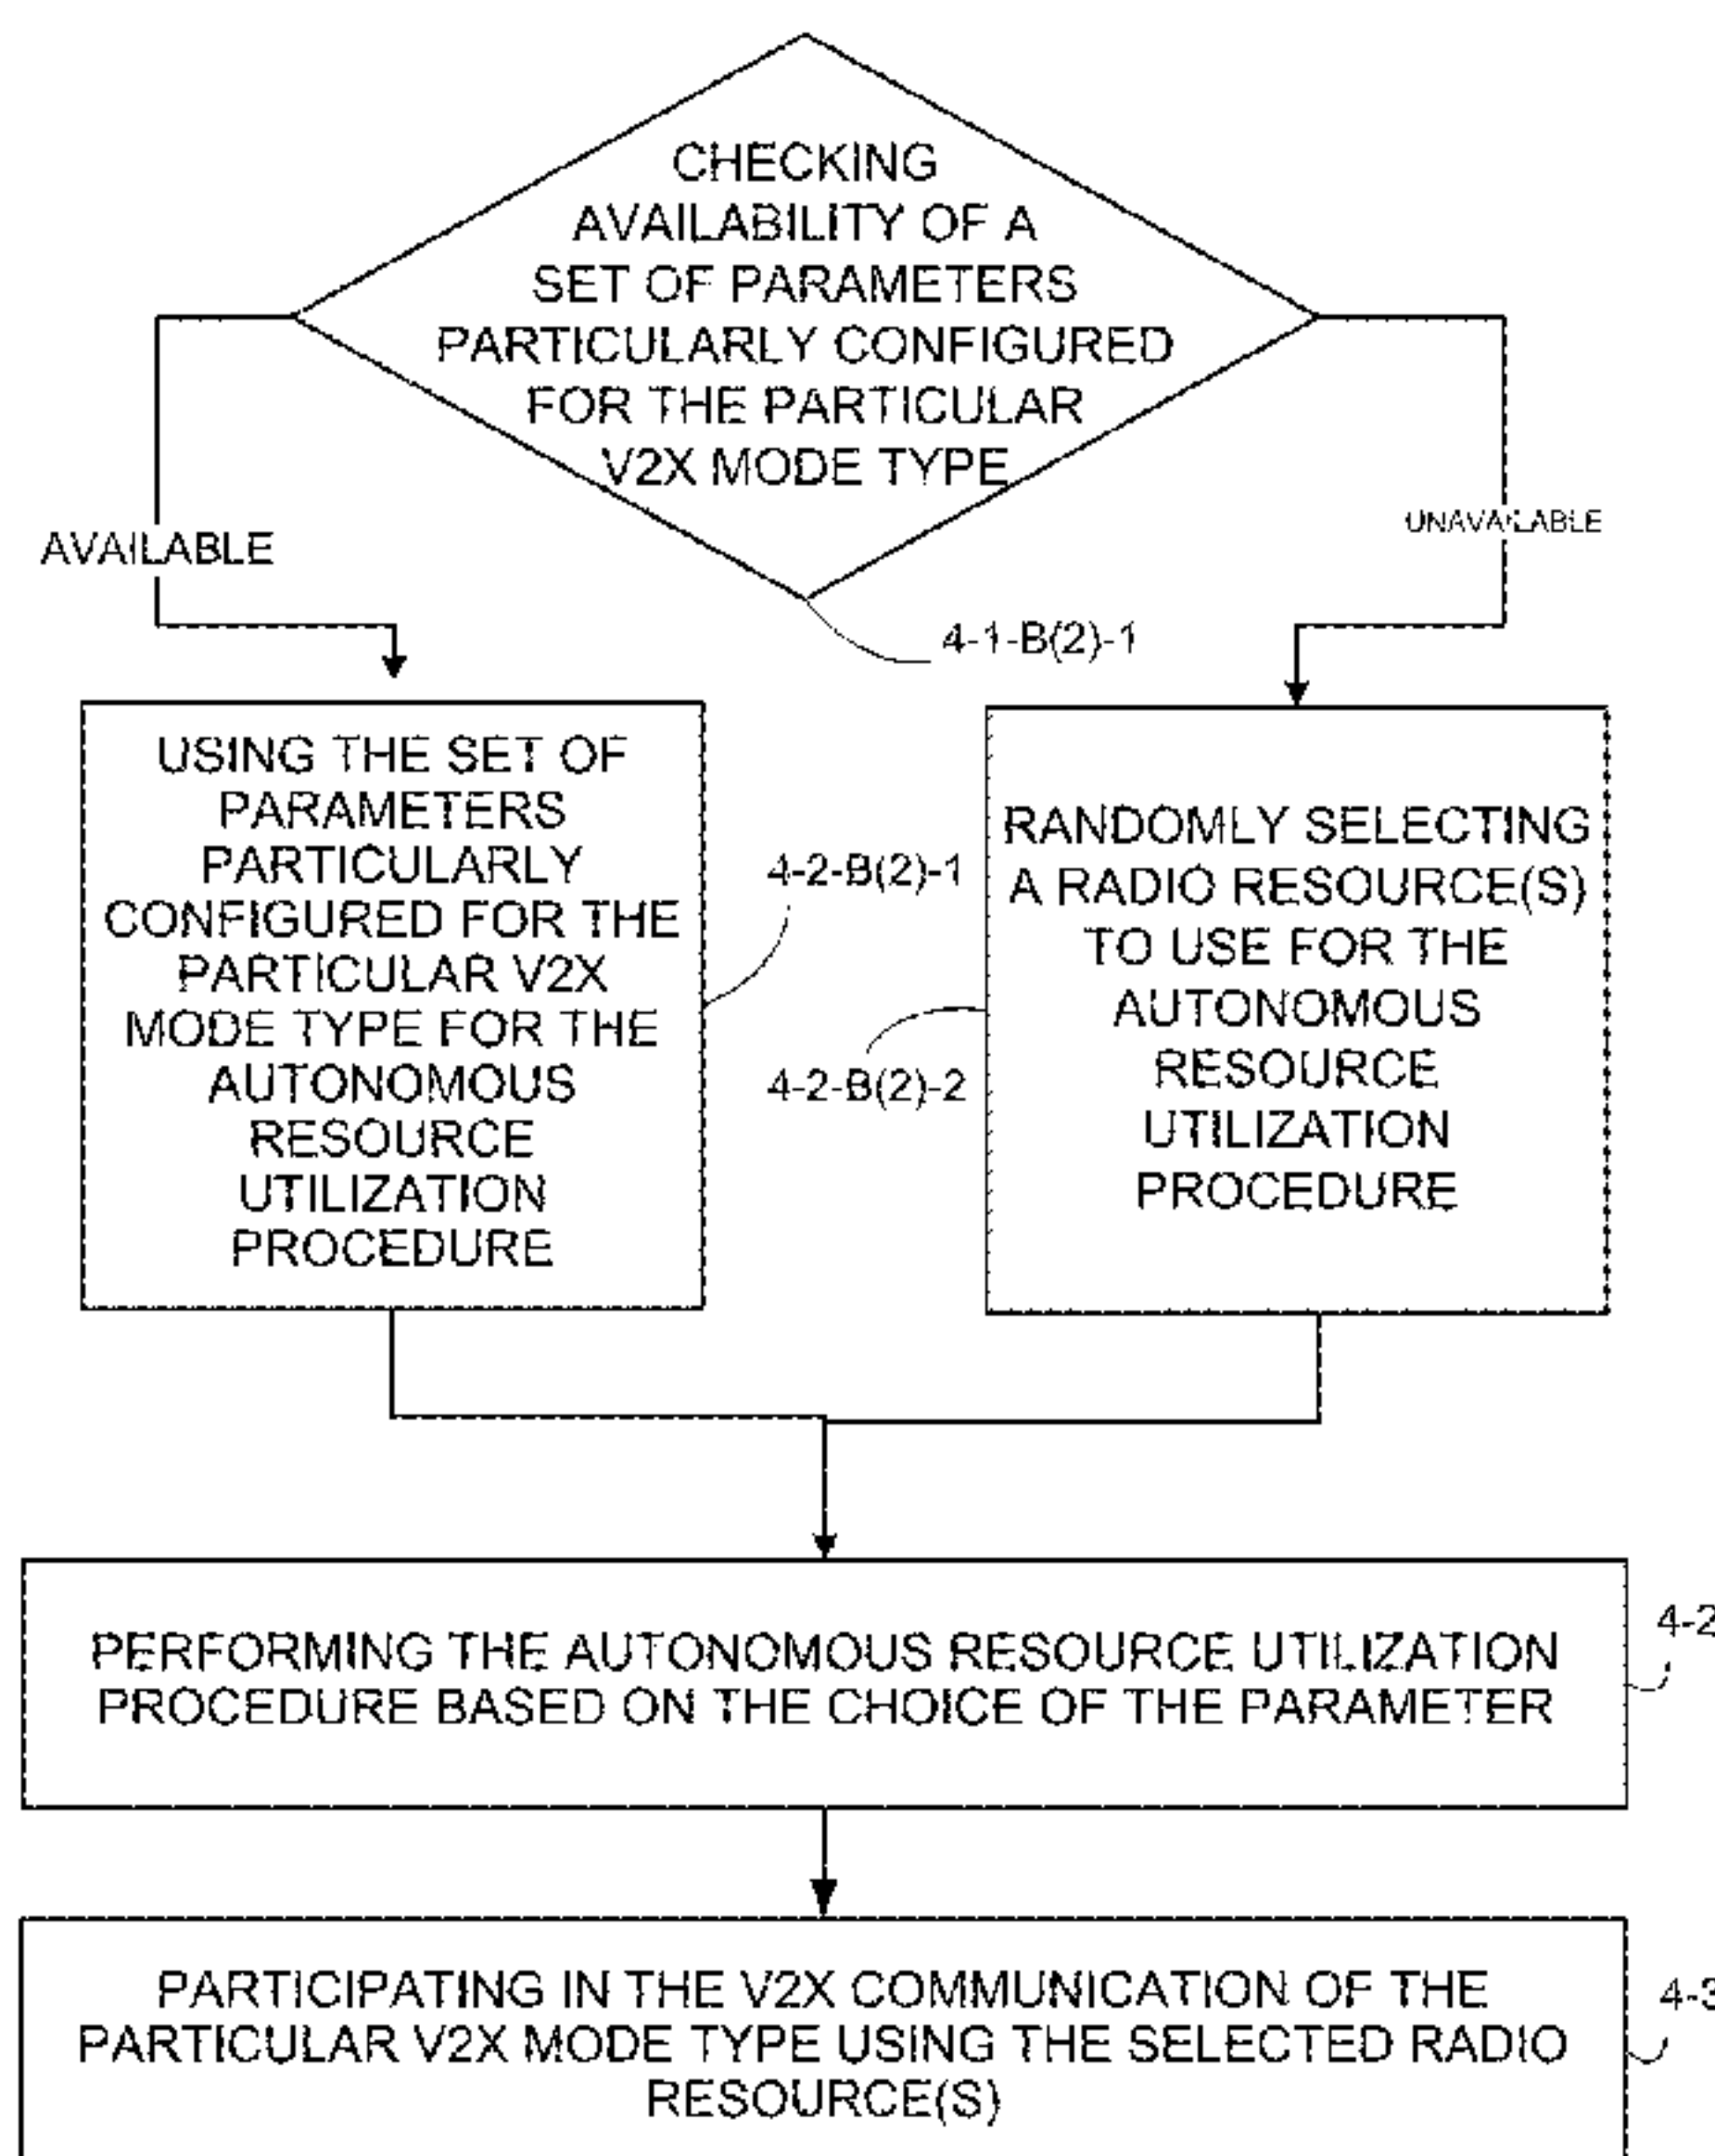 CHECKING
AVAILABILITY OF A
SET OF PARAMETERS
PARTICULARLY CONFIGURED
FOR THE PARTICULAR
V2X MODE TYPE
AVAILABLE
UNAVAILABLE
4-1-B(2)-1
USING THE SET OF
PARAMETERS
PARTICULARLY
CONFIGURED FOR THE
PARTICULAR V2X
MODE TYPE FOR THE
AUTONOMOUS
RESOURCE
UTILIZATION
PROCEDURE
4-2-B(2)-1
4-2-B(2)-2
RANDOMLY SELECTING
A RADIO RESOURCE(S)
TO USE FOR THE
AUTONOMOUS
RESOURCE
UTILIZATION
PROCEDURE
PERFORMING THE AUTONOMOUS RESOURCE UTILIZATION
PROCEDURE BASED ON THE CHOICE OF THE PARAMETER
4-2
PARTICIPATING IN THE V2X COMMUNICATION OF THE
PARTICULAR V2X MODE TYPE USING THE SELECTED RADIO
RESOURCE(S)
4-3